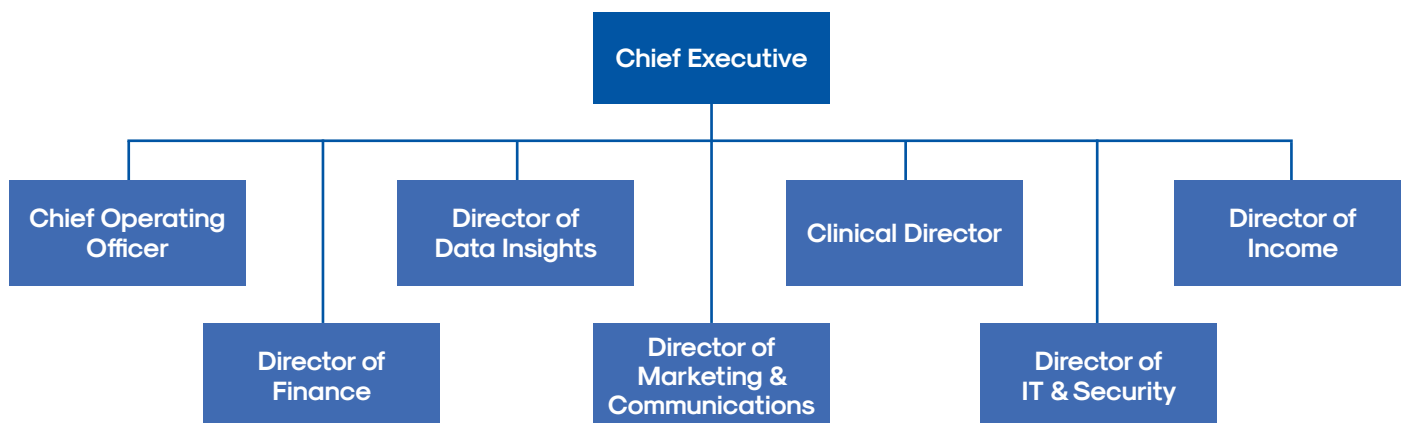 Chief Executive
Chief Operating
Officer
Director of
Data Insights
Clinical Director
Director of
Income
Director of
Finance
Director of
Marketing &
Communications
Director of
IT & Security